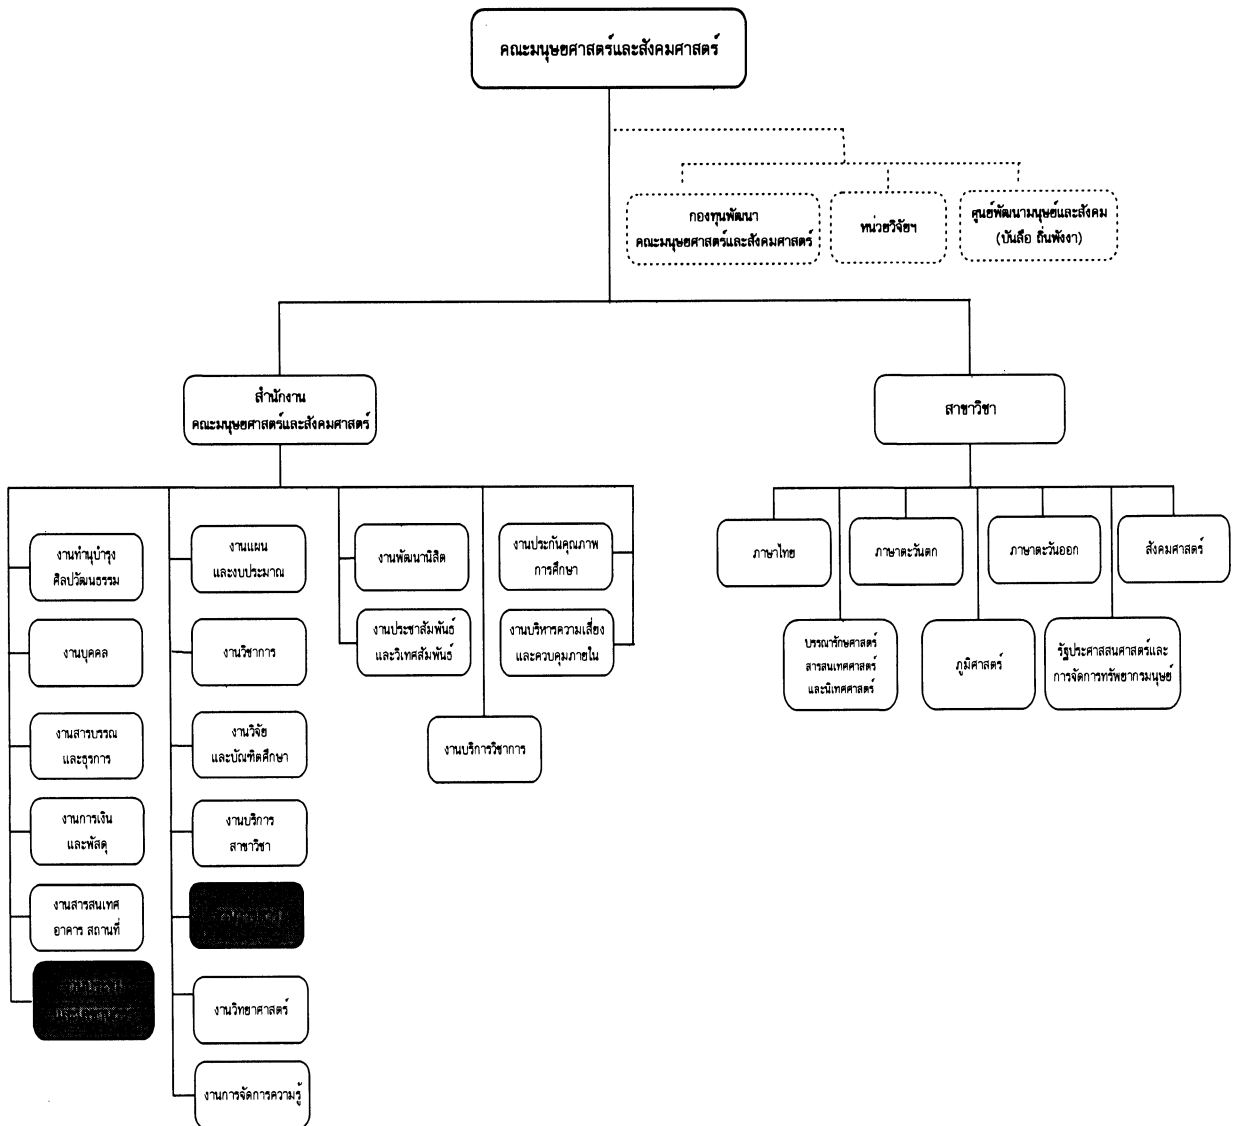 คณะมนุษยศาสตร์และสังคมศาสตร์
กองทุนพัฒนา
คณะมนุษยศาสตร์และสังคมศาสตร์
หน่วยวิจัยฯ
ศูนย์พัฒนามนุษย์และสังคม
(บันลือ ถิ่นพังงา)
สำนักงาน
คณะมนุษยศาสตร์และสังคมศาสตร์
สาขาวิชา
งานทำนุบำรุง
ศิลปวัฒนธรรม
งานบุคคล
งานสารบรรณ
และธุรการ
งานการเงิน
และพัสดุ
งานสารสนเทศ
อาคาร สถานที่
งานแผน
และงบประมาณ
งานวิชาการ
งานวิจัย
และบัณฑิตศึกษา
งานบริการ
สาขาวิชา
งานวิทยาศาสตร์
งานการจัดการความรู้
งานพัฒนานิสิต
งานประชาสัมพันธ์
และวิเทศสัมพันธ์
งานบริการวิชาการ
งานประกันคุณภาพ
การศึกษา
งานบริหารความเสี่ยง
และควบคุมภายใน
ภาษาไทย
บรรณารักษศาสตร์
สารสนเทศศาสตร์
และนิเทศศาสตร์
ภาษาตะวันตก
ภูมิศาสตร์
ภาษาตะวันออก
รัฐประศาสนศาสตร์และ
การจัดการทรัพยากรมนุษย์
สังคมศาสตร์